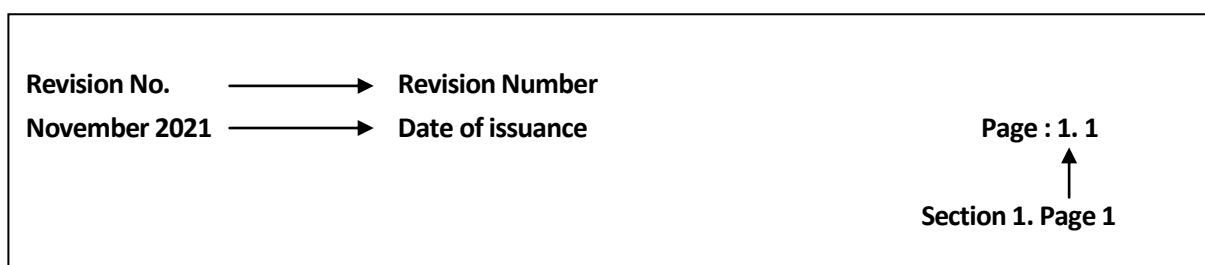 Revision No. Revision Number
November 2021 Date of issuance Page : 1. 1
Section 1. Page 1